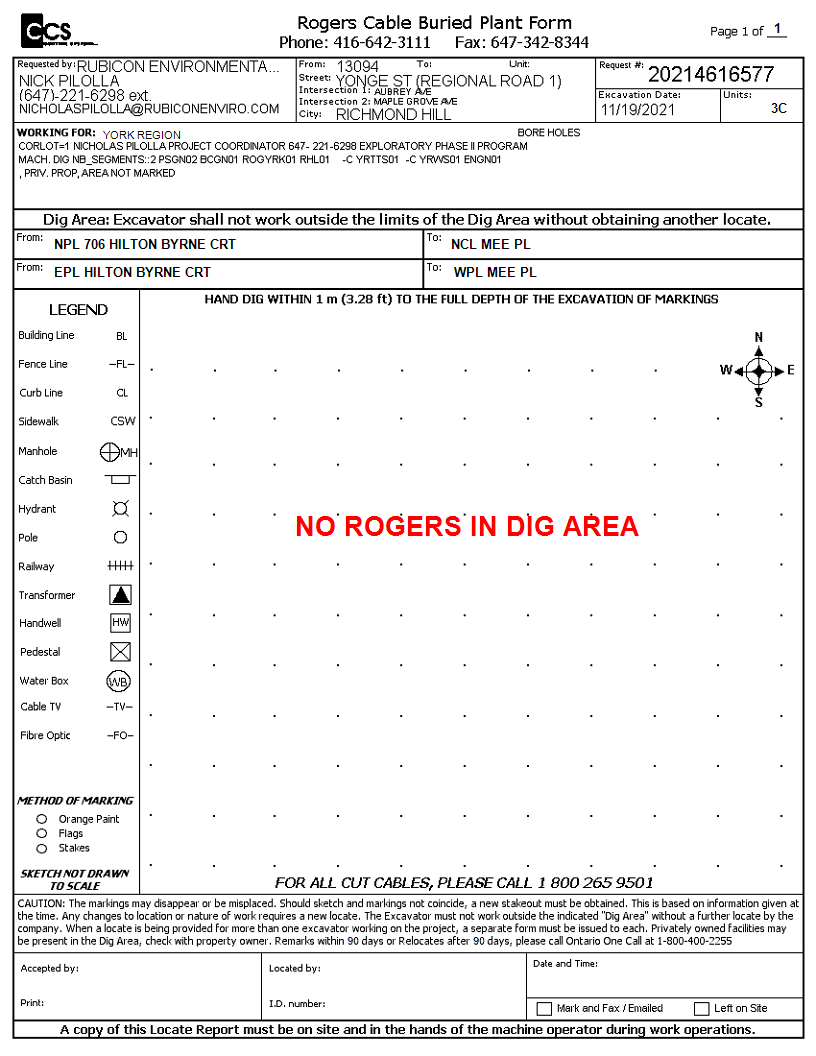 CCS
Rogers Cable Buried Plant Form
Phone: 416-642-3111 Fax: 647-342-8344
Page 1 of 1
Requested by: RUBICON ENVIRONMENTA...
NICK PILOLLA
(647)-221-6298 ext.
NICHOLASPILOLLA@RUBICONENVIRO.COM
From: 13094 To: Unit:
Street: YONGE ST (REGIONAL ROAD 1)
Intersection 1: AUBREY AVE
Intersection 2: MAPLE GROVE AVE
City: RICHMOND HILL
Request #: 20214616577
Excavation Date: 11/19/2021
Units: 3C
WORKING FOR: YORK REGION BORE HOLES
CORLOT=1 NICHOLAS PILOLLA PROJECT COORDINATOR 647- 221-6298 EXPLORATORY PHASE II PROGRAM
MACH. DIG NB_SEGMENTS::2 PSGN02 BCGN01 ROGYRK01 RHL01 -C YRTTS01 -C YRWS01 ENGN01
, PRIV. PROP, AREA NOT MARKED
Dig Area: Excavator shall not work outside the limits of the Dig Area without obtaining another locate.
From: NPL 706 HILTON BYRNE CRT To: NCL MEE PL
From: EPL HILTON BYRNE CRT To: WPL MEE PL
HAND DIG WITHIN 1 m (3.28 ft) TO THE FULL DEPTH OF THE EXCAVATION OF MARKINGS
LEGEND
Building Line BL
Fence Line –FL–
Curb Line CL
Sidewalk CSW
Manhole MH
Catch Basin
Hydrant
Pole
Railway
Transformer
Handwell HW
Pedestal
Water Box WB
Cable TV –TV–
Fibre Optic –FO–
N
W E
S
NO ROGERS IN DIG AREA
METHOD OF MARKING
Orange Paint
Flags
Stakes
SKETCH NOT DRAWN
TO SCALE
FOR ALL CUT CABLES, PLEASE CALL 1 800 265 9501
CAUTION: The markings may disappear or be misplaced. Should sketch and markings not coincide, a new stakeout must be obtained. This is based on information given at
the time. Any changes to location or nature of work requires a new locate. The Excavator must not work outside the indicated "Dig Area" without a further locate by the
company. When a locate is being provided for more than one excavator working on the project, a separate form must be issued to each. Privately owned facilities may
be present in the Dig Area, check with property owner. Remarks within 90 days or Relocates after 90 days, please call Ontario One Call at 1-800-400-2255
Accepted by:
Print:
Located by:
I.D. number:
Date and Time:
Mark and Fax / Emailed Left on Site
A copy of this Locate Report must be on site and in the hands of the machine operator during work operations.